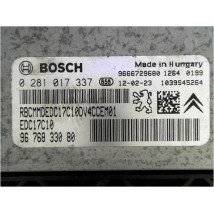 BOSCH
Made in Hungary
9666729680 1264 0199
0 281 017 337
12-02-23 1039S45264
RBCMMDEDC17C10DV4CCEM01
EDC17C10
96 768 330 80